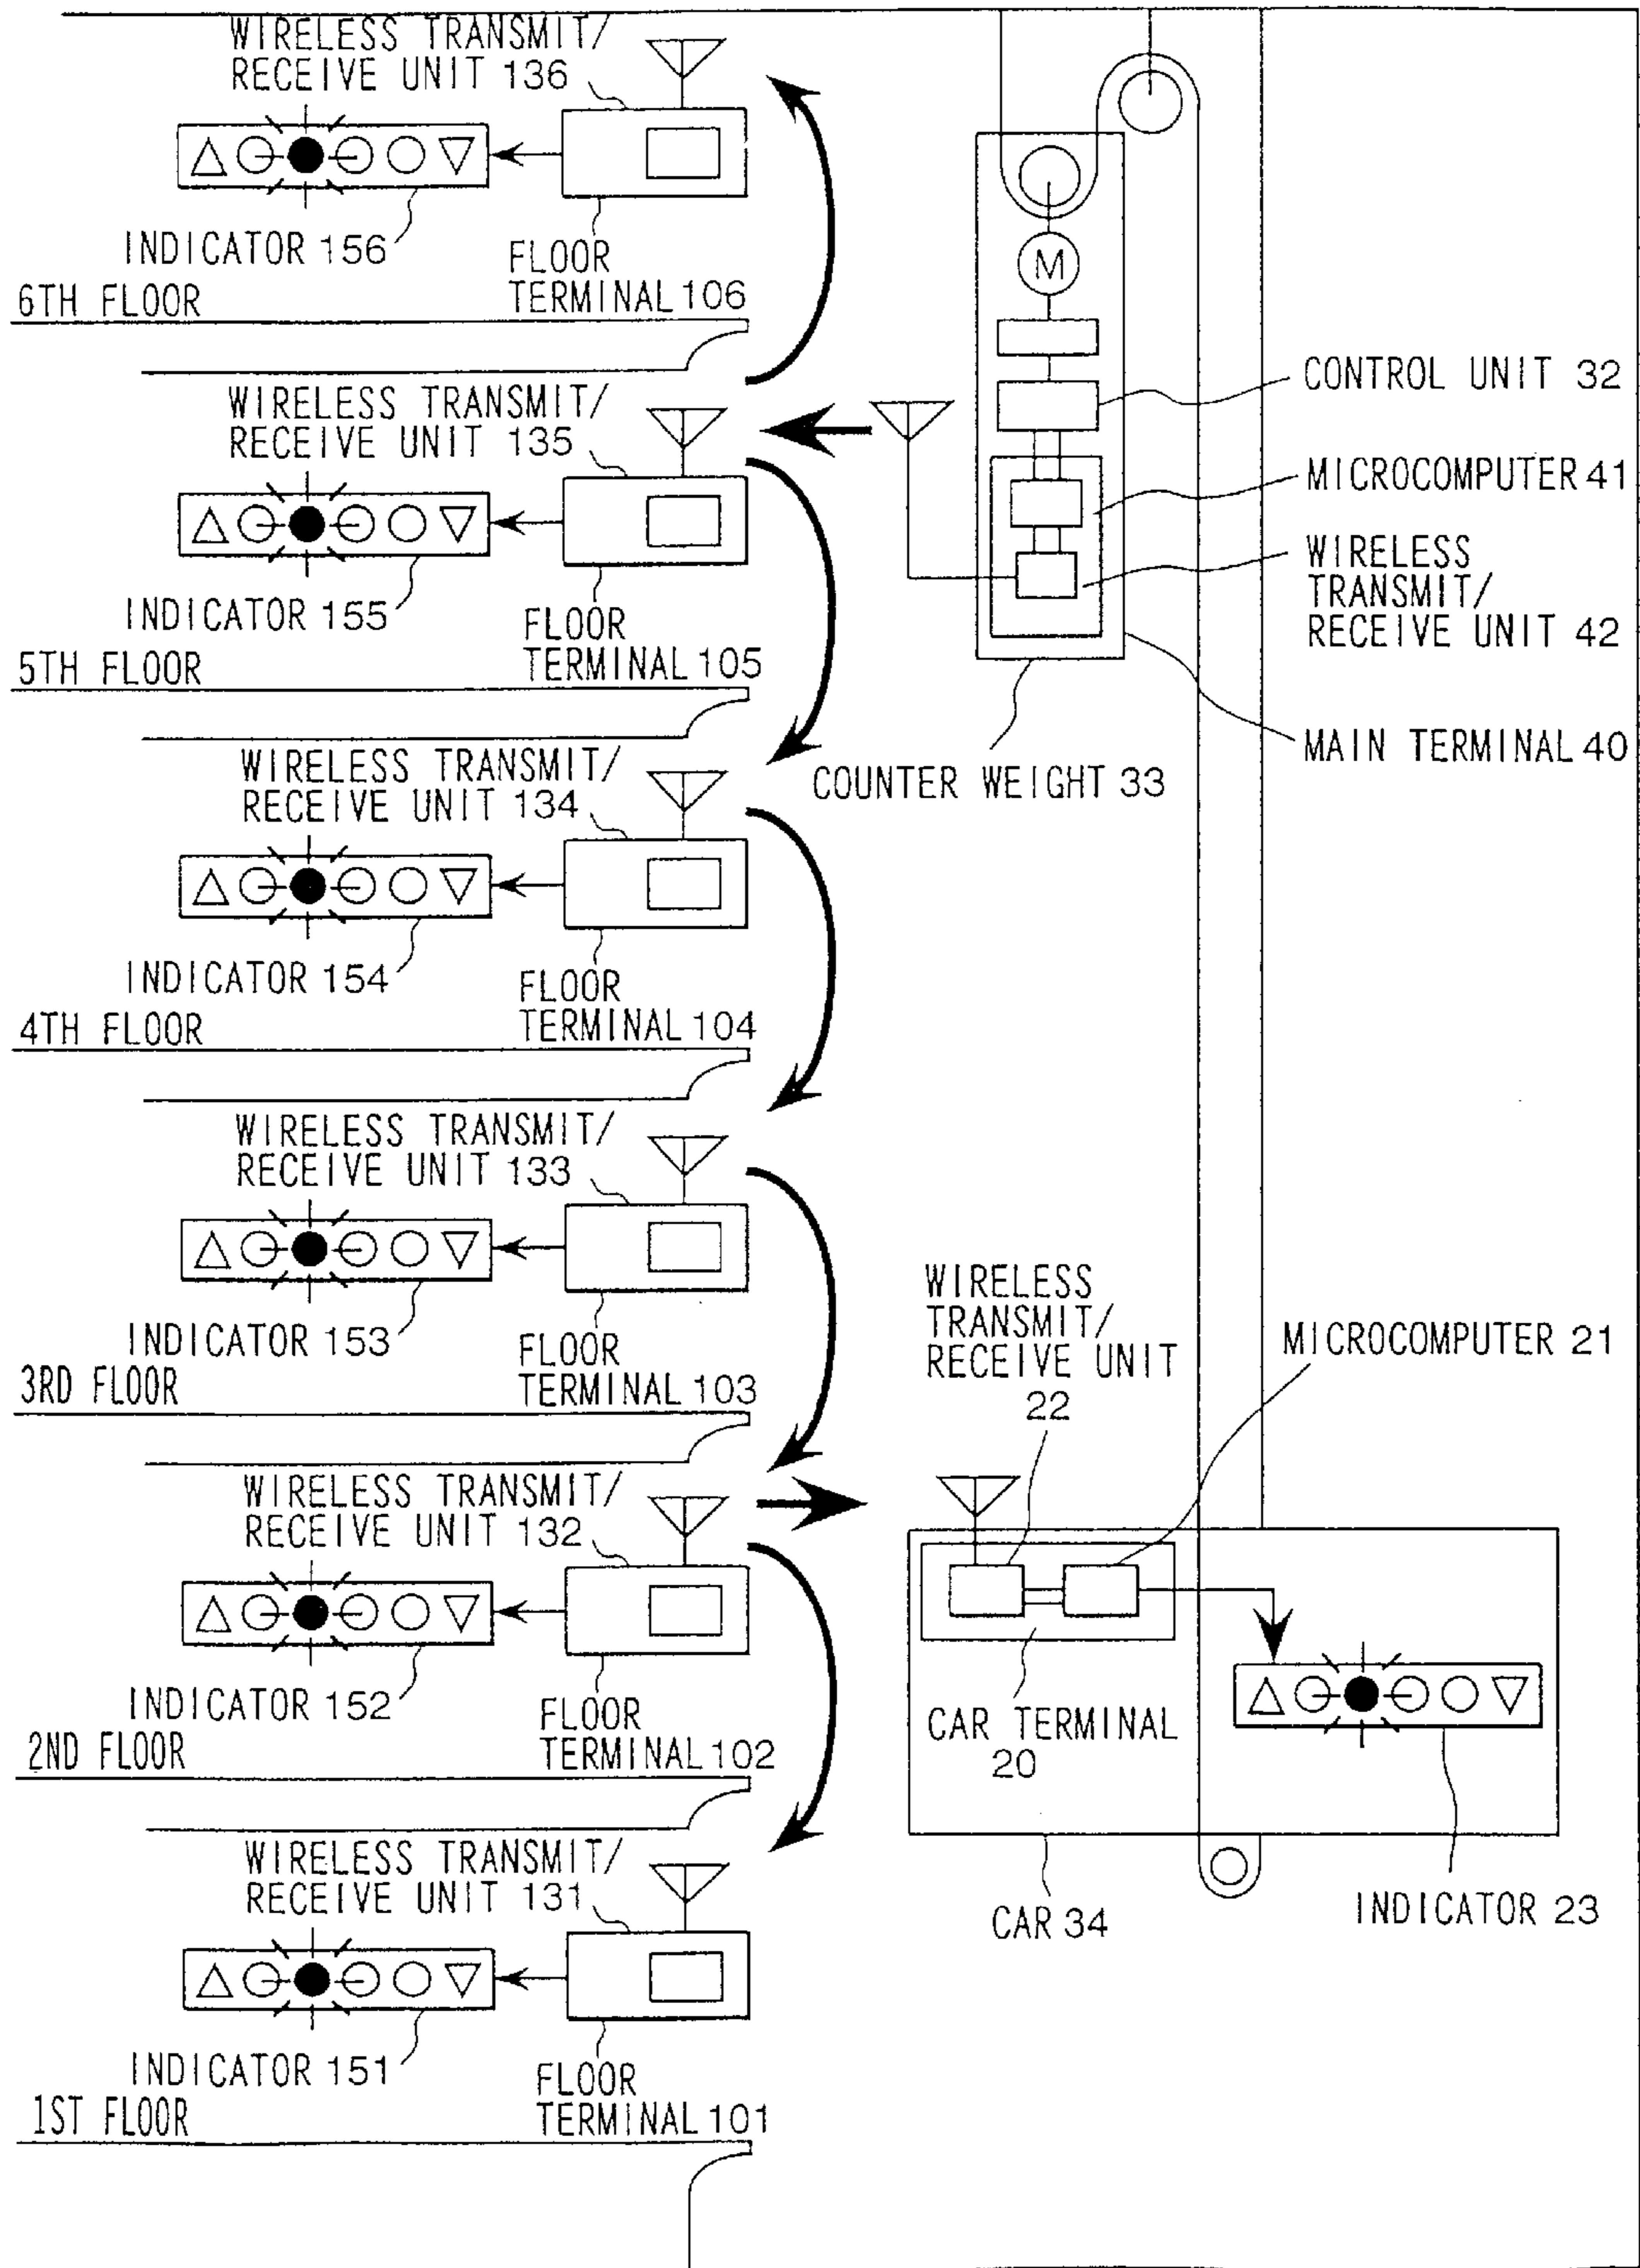 WIRELESS TRANSMIT/
RECEIVE UNIT 136
INDICATOR 156
FLOOR
TERMINAL 106
6TH FLOOR
WIRELESS TRANSMIT/
RECEIVE UNIT 135
INDICATOR 155
FLOOR
TERMINAL 105
5TH FLOOR
WIRELESS TRANSMIT/
RECEIVE UNIT 134
INDICATOR 154
FLOOR
TERMINAL 104
4TH FLOOR
WIRELESS TRANSMIT/
RECEIVE UNIT 133
INDICATOR 153
FLOOR
TERMINAL 103
3RD FLOOR
WIRELESS TRANSMIT/
RECEIVE UNIT 132
INDICATOR 152
FLOOR
TERMINAL 102
2ND FLOOR
WIRELESS TRANSMIT/
RECEIVE UNIT 131
INDICATOR 151
FLOOR
TERMINAL 101
1ST FLOOR
M
CONTROL UNIT 32
MICROCOMPUTER 41
WIRELESS
TRANSMIT/
RECEIVE UNIT 42
MAIN TERMINAL 40
COUNTER WEIGHT 33
WIRELESS
TRANSMIT/
RECEIVE UNIT
22
MICROCOMPUTER 21
CAR TERMINAL
20
CAR 34
INDICATOR 23